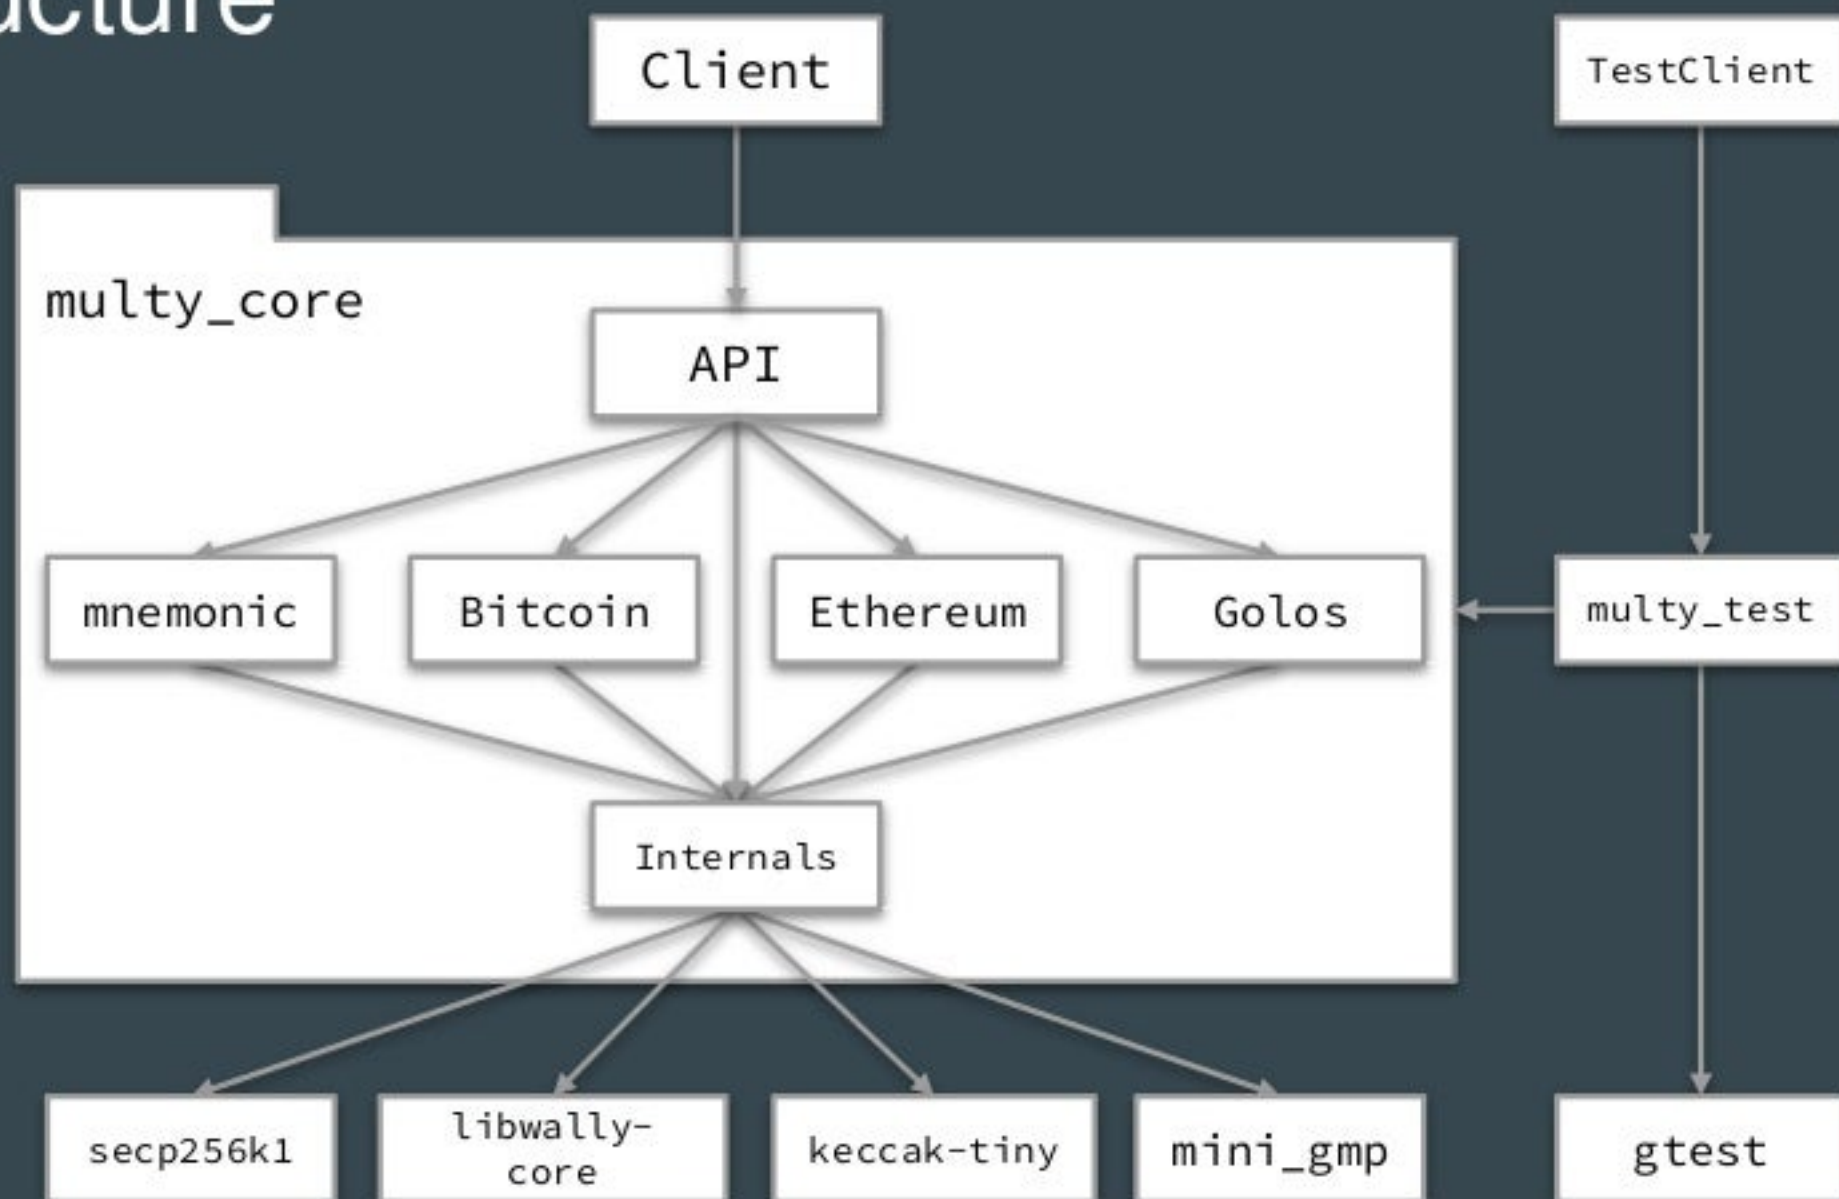 Client
TestClient
multy_core
API
mnemonic
Bitcoin
Ethereum
Golos
multy_test
Internals
secp256k1
libwally-
core
keccak-tiny
mini_gmp
gtest